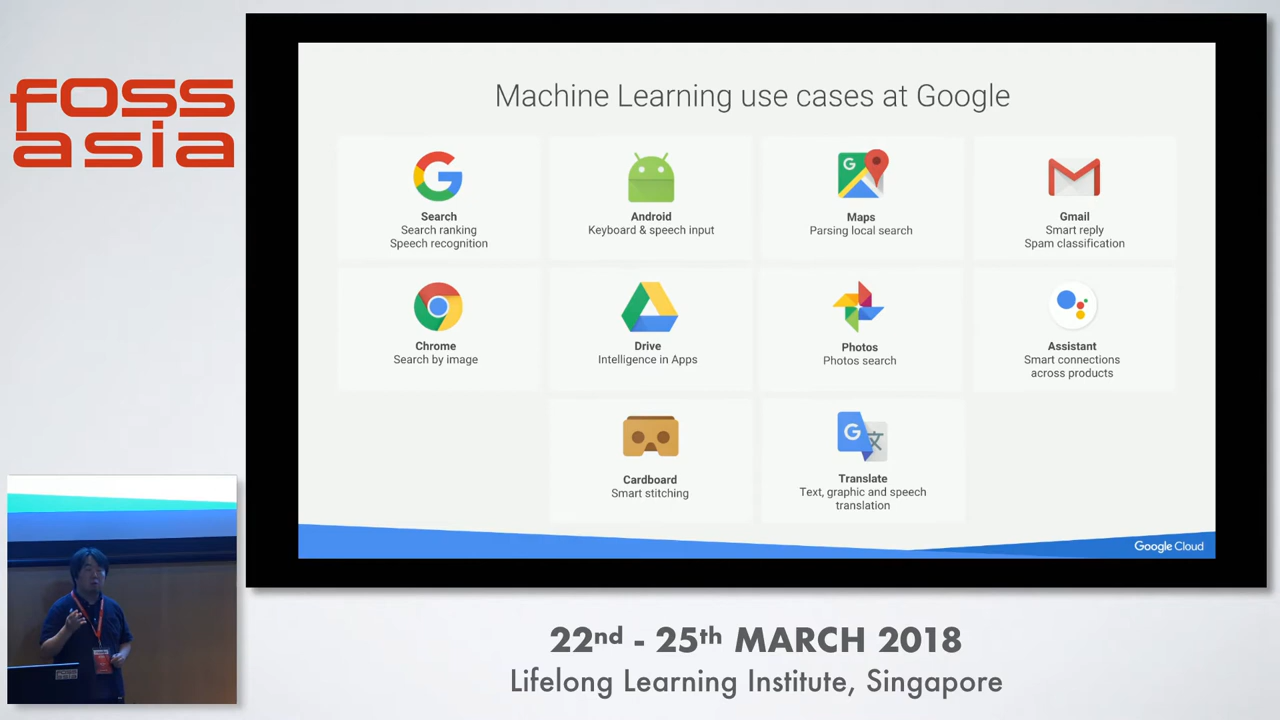 foss
asia
Machine Learning use cases at Google
Search
Search ranking
Speech recognition
Android
Keyboard & speech input
Maps
Parsing local search
Gmail
Smart reply
Spam classification
Chrome
Search by image
Drive
Intelligence in Apps
Photos
Photos search
Assistant
Smart connections
across products
Cardboard
Smart stitching
Translate
Text, graphic and speech
translation
Google Cloud
22nd - 25th MARCH 2018
Lifelong Learning Institute, Singapore